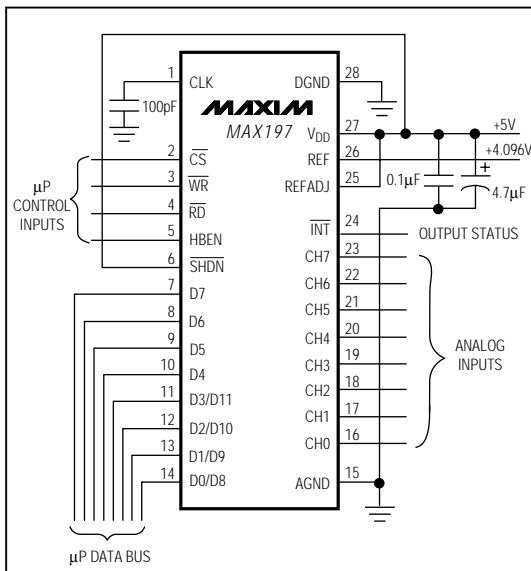 1 CLK
100pF
2 CS
3 WR
4 RD
5 HBEN
6 SHDN
μP
CONTROL
INPUTS
7 D7
8 D6
9 D5
10 D4
11 D3/D11
12 D2/D10
13 D1/D9
14 D0/D8
μP DATA BUS
MAXIM
MAX197
DGND 28
VDD 27
REF 26
REFADJ 25
INT 24
CH7 23
CH6 22
CH5 21
CH4 20
CH3 19
CH2 18
CH1 17
CH0 16
AGND 15
+5V
+4.096V
0.1μF
+
4.7μF
OUTPUT STATUS
ANALOG
INPUTS